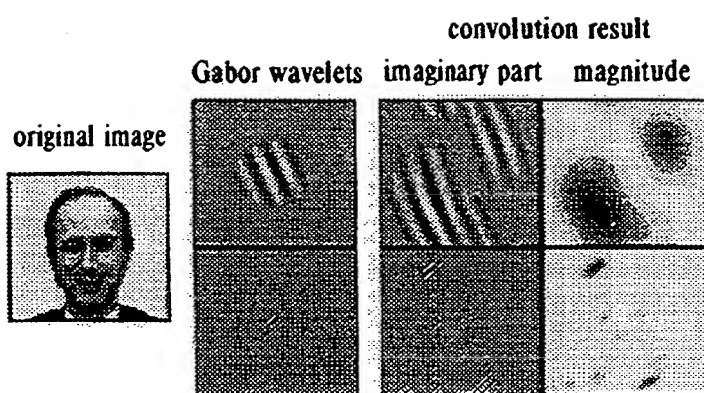 convolution result
Gabor wavelets imaginary part magnitude
original image